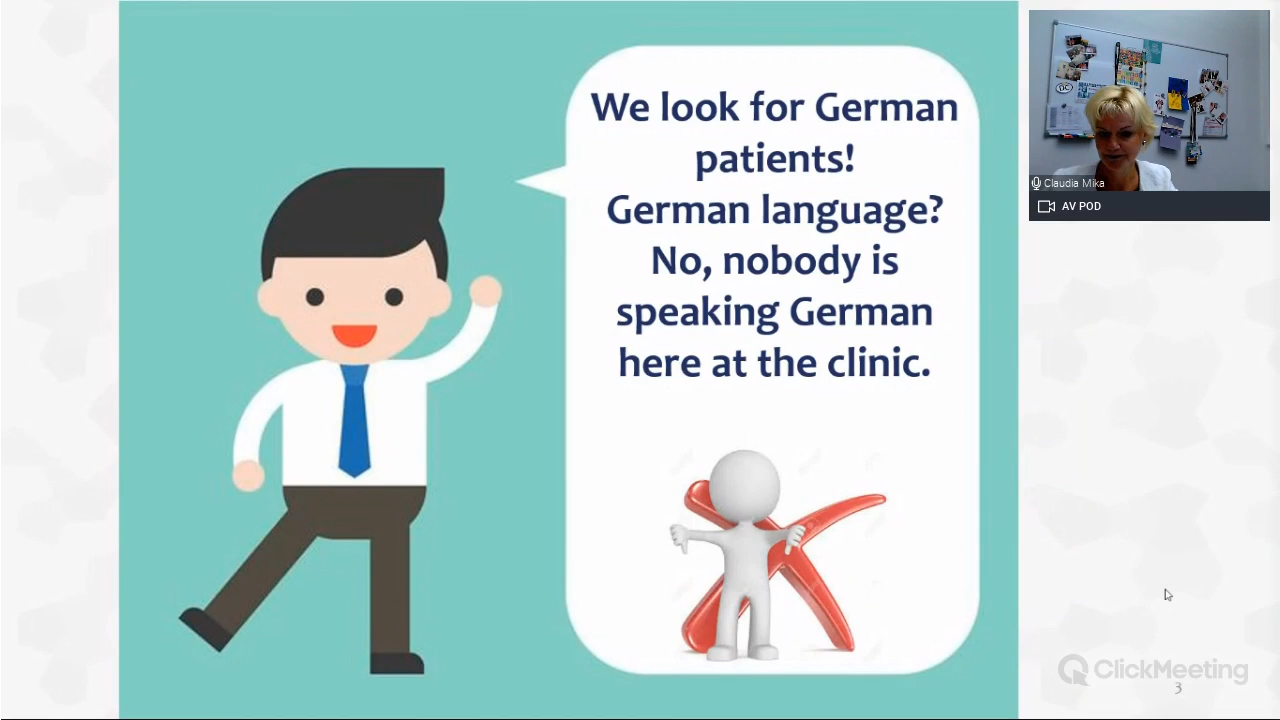 We look for German
patients!
German language?
No, nobody is
speaking German
here at the clinic.
Claudia Mika
AV POD
ClickMeeting
3